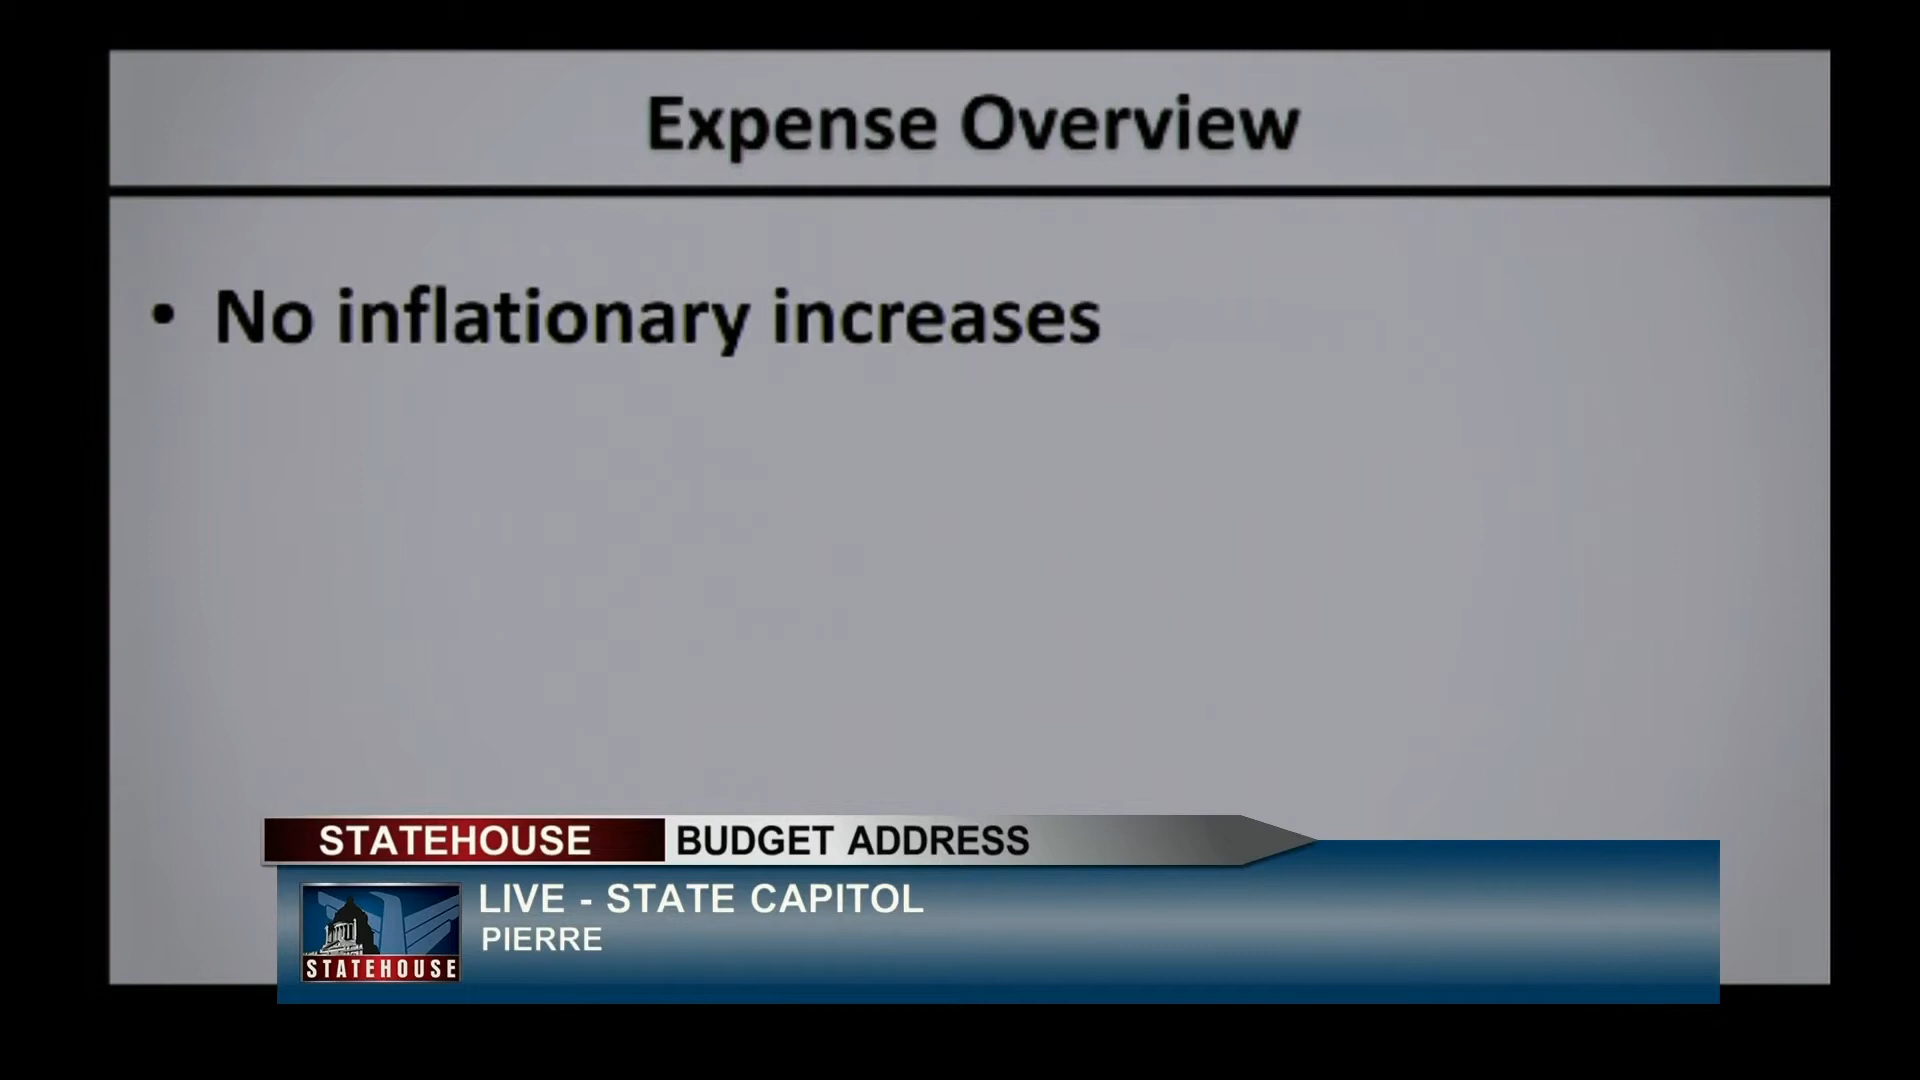 Expense Overview
• No inflationary increases
STATEHOUSE BUDGET ADDRESS
LIVE - STATE CAPITOL
PIERRE
STATEHOUSE